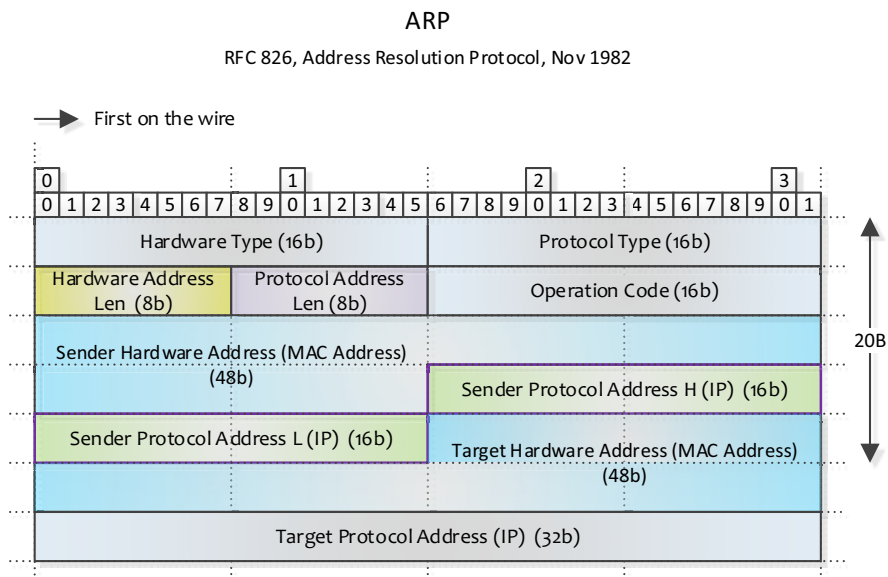 ARP
RFC 826, Address Resolution Protocol, Nov 1982
First on the wire
0 1 2 3
0 1 2 3 4 5 6 7 8 9 0 1 2 3 4 5 6 7 8 9 0 1 2 3 4 5 6 7 8 9 0 1
Hardware Type (16b) Protocol Type (16b)
Hardware Address Protocol Address
Len (8b) Len (8b)
Operation Code (16b)
Sender Hardware Address (MAC Address)
(48b)
20B
Sender Protocol Address H (IP) (16b)
Sender Protocol Address L (IP) (16b)
Target Hardware Address (MAC Address)
(48b)
Target Protocol Address (IP) (32b)